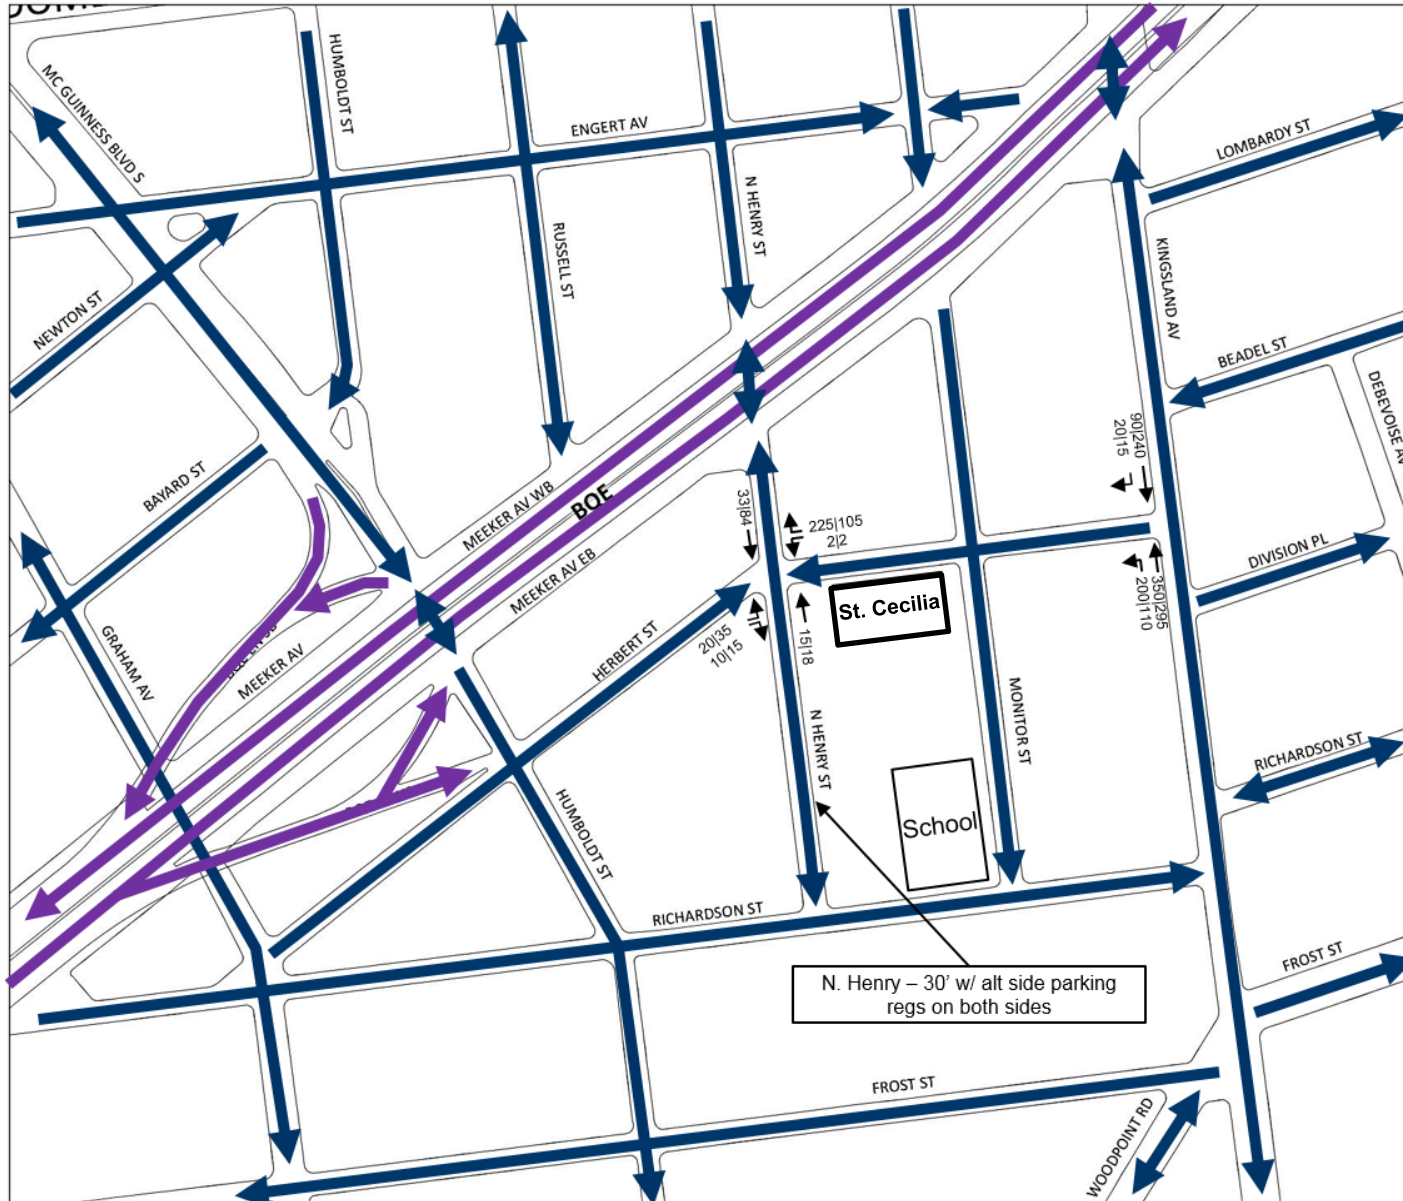 HUMBOLDT ST
MC GUINNESS BLVD S
ENGERT AV
LOMBARDY ST
N HENRY ST
RUSSELL ST
KINGSLAND AV
NEWTON ST
BEADEL ST
DEBEVOISE AV
BAYARD ST
90|240
20|15
MEEKER AV WB
BQE
33|84
225|105
2|2
MEEKER AV EB
DIVISION PL
350|295
200|110
St. Cecilia
GRAHAM AV
HERBERT ST
20|35
10|15
15|18
MEEKER AV
MONITOR ST
N HENRY ST
RICHARDSON ST
HUMBOLDT ST
School
RICHARDSON ST
FROST ST
N. Henry – 30' w/ alt side parking
regs on both sides
FROST ST
WOODPOINT RD